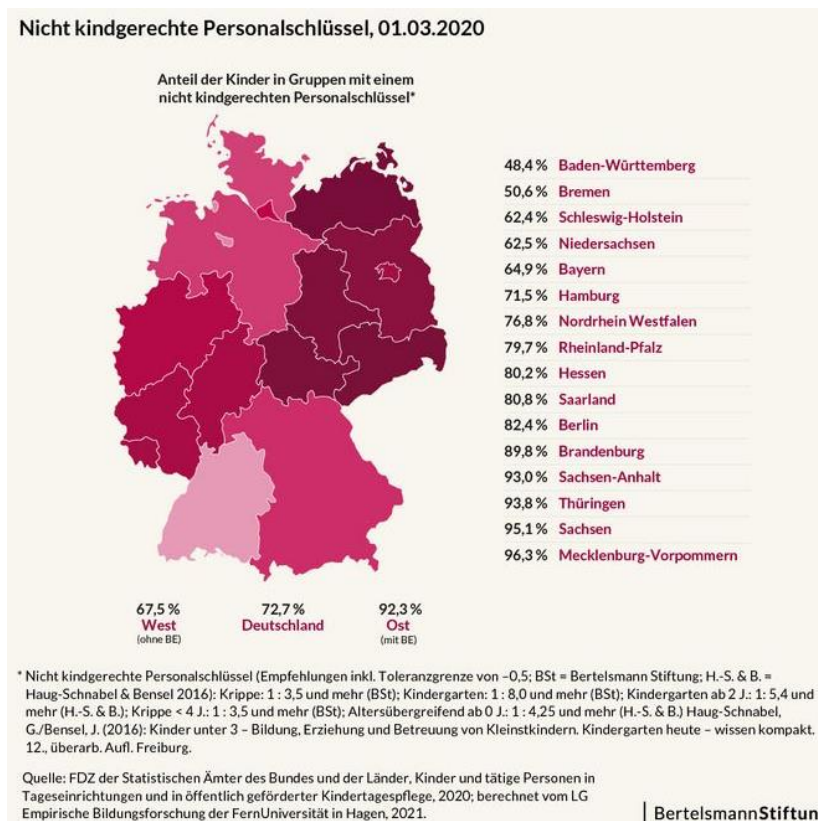 Nicht kindgerechte Personalschlüssel, 01.03.2020
Anteil der Kinder in Gruppen mit einem
nicht kindgerechten Personalschlüssel*
48,4 % Baden-Württemberg
50,6 % Bremen
62,4 % Schleswig-Holstein
62,5 % Niedersachsen
64,9 % Bayern
71,5 % Hamburg
76,8 % Nordrhein Westfalen
79,7 % Rheinland-Pfalz
80,2 % Hessen
80,8 % Saarland
82,4 % Berlin
89,8 % Brandenburg
93,0 % Sachsen-Anhalt
93,8 % Thüringen
95,1 % Sachsen
96,3 % Mecklenburg-Vorpommern
67,5 % 72,7 % 92,3 %
West Deutschland Ost
(ohne BE) (mit BE)
* Nicht kindgerechte Personalschlüssel (Empfehlungen inkl. Toleranzgrenze von –0,5; BSt = Bertelsmann Stiftung; H.-S. & B. =
Haug-Schnabel & Bensel 2016): Krippe: 1 : 3,5 und mehr (BSt); Kindergarten: 1 : 8,0 und mehr (BSt); Kindergarten ab 2 J.: 1: 5,4 und
mehr (H.-S. & B.); Krippe < 4 J.: 1 : 3,5 und mehr (BSt); Altersübergreifend ab 0 J.: 1 : 4,25 und mehr (H.-S. & B.) Haug-Schnabel,
G./Bensel, J. (2016): Kinder unter 3 – Bildung, Erziehung und Betreuung von Kleinstkindern. Kindergarten heute – wissen kompakt.
12., überarb. Aufl. Freiburg.
Quelle: FDZ der Statistischen Ämter des Bundes und der Länder, Kinder und tätige Personen in
Tageseinrichtungen und in öffentlich geförderter Kindertagespflege, 2020; berechnet vom LG
Empirische Bildungsforschung der FernUniversität in Hagen, 2021.
BertelsmannStiftun